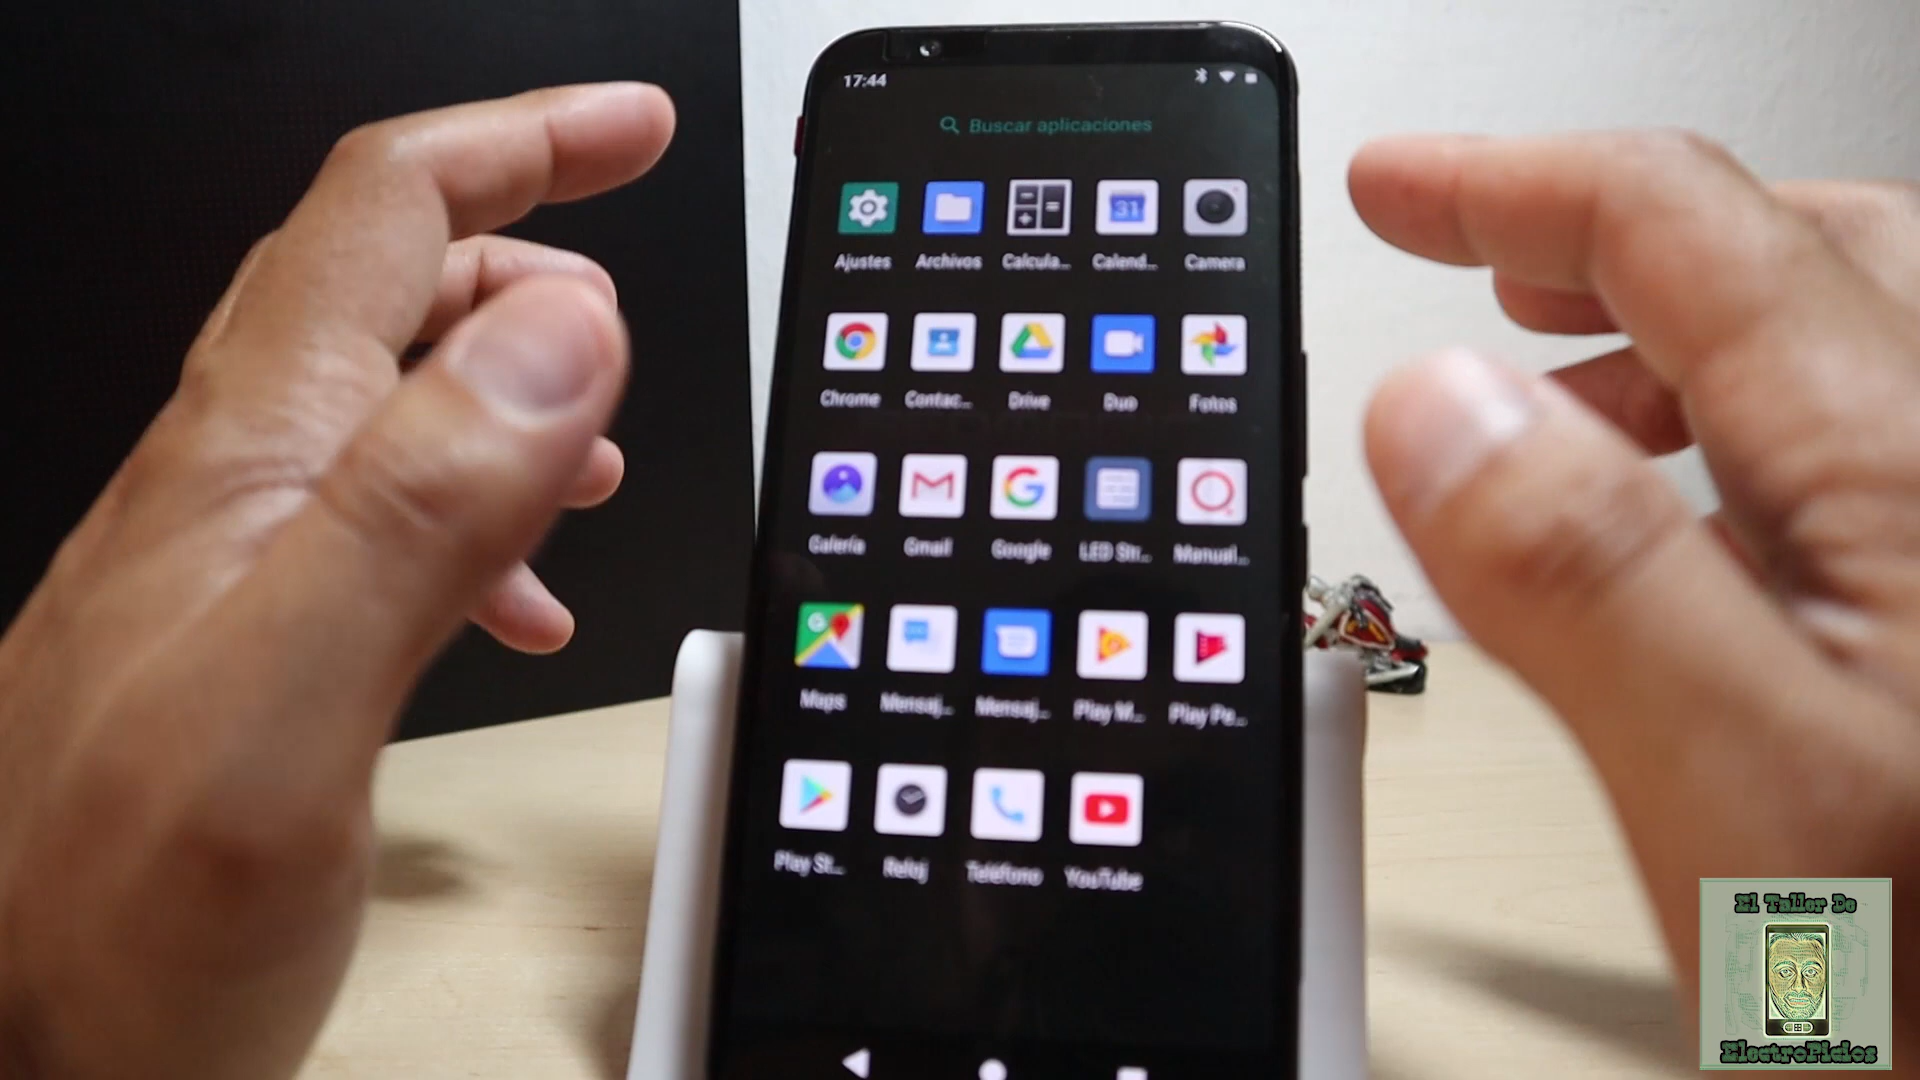 17:44
Buscar aplicaciones
Ajustes Archivos Calcula... Calend... Camera
31
Chrome Contac... Drive Duo Fotos
Galería Gmail Google LED Str... Manual...
Maps Mensaj... Mensaj... Play M... Play Pe...
Play St... Reloj Teléfono YouTube
El Taller De
ElectroPicios